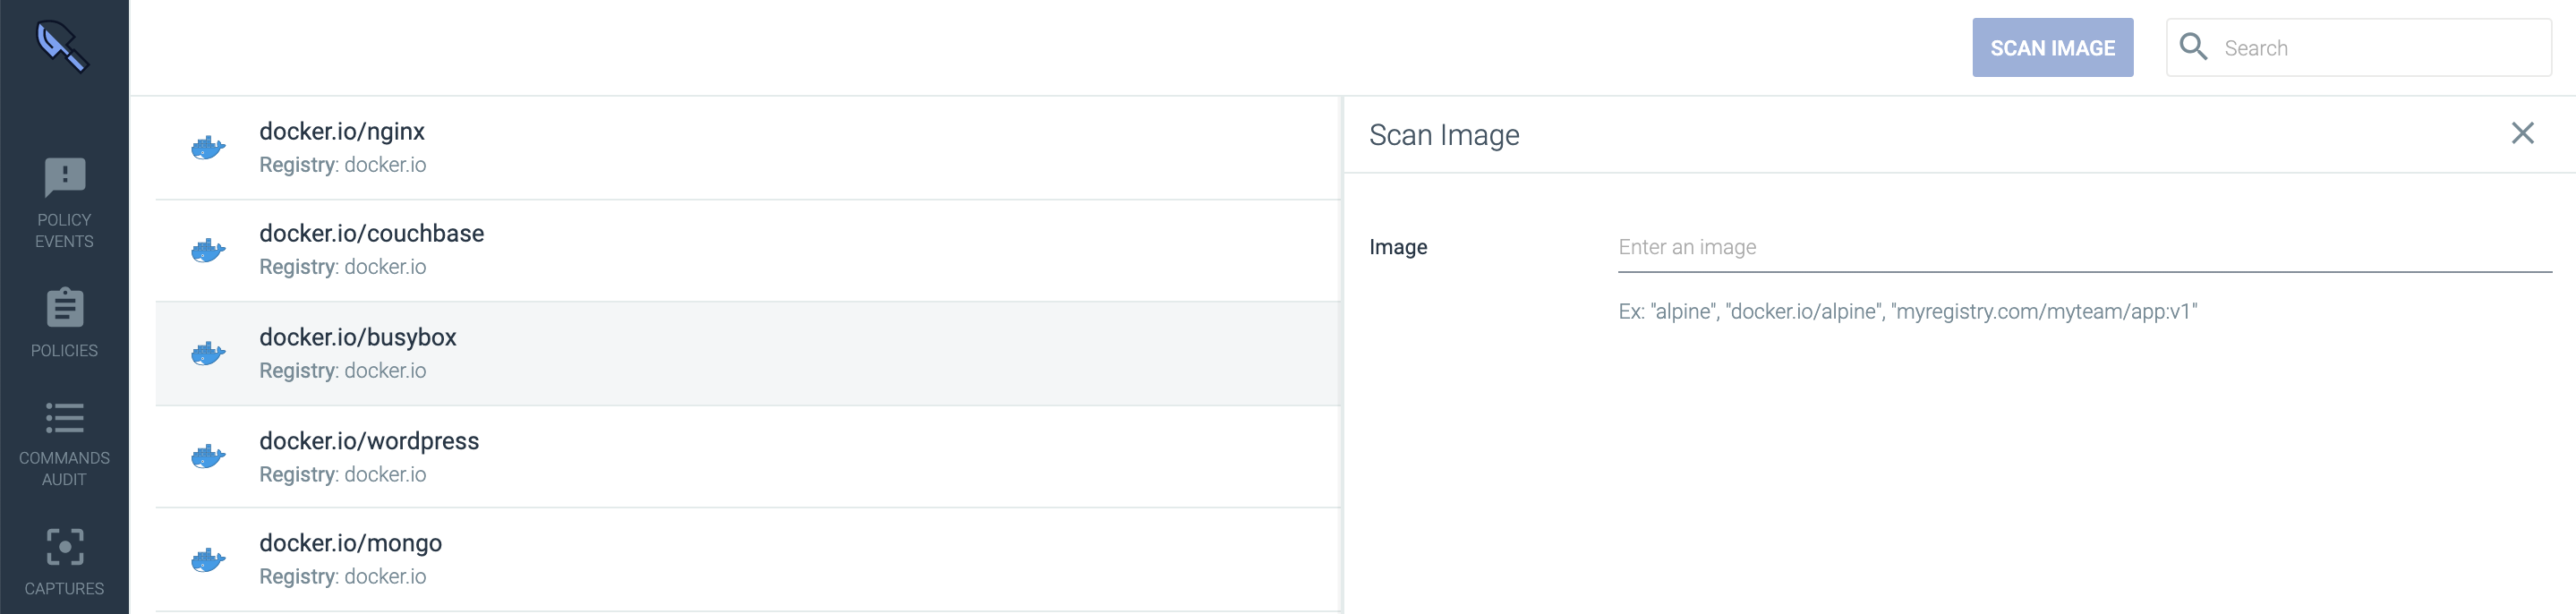 SCAN IMAGE
Search
POLICY
EVENTS
POLICIES
COMMANDS
AUDIT
CAPTURES
docker.io/nginx
Registry: docker.io
docker.io/couchbase
Registry: docker.io
docker.io/busybox
Registry: docker.io
docker.io/wordpress
Registry: docker.io
docker.io/mongo
Registry: docker.io
Scan Image
Image
Enter an image
Ex: "alpine", "docker.io/alpine", "myregistry.com/myteam/app:v1"